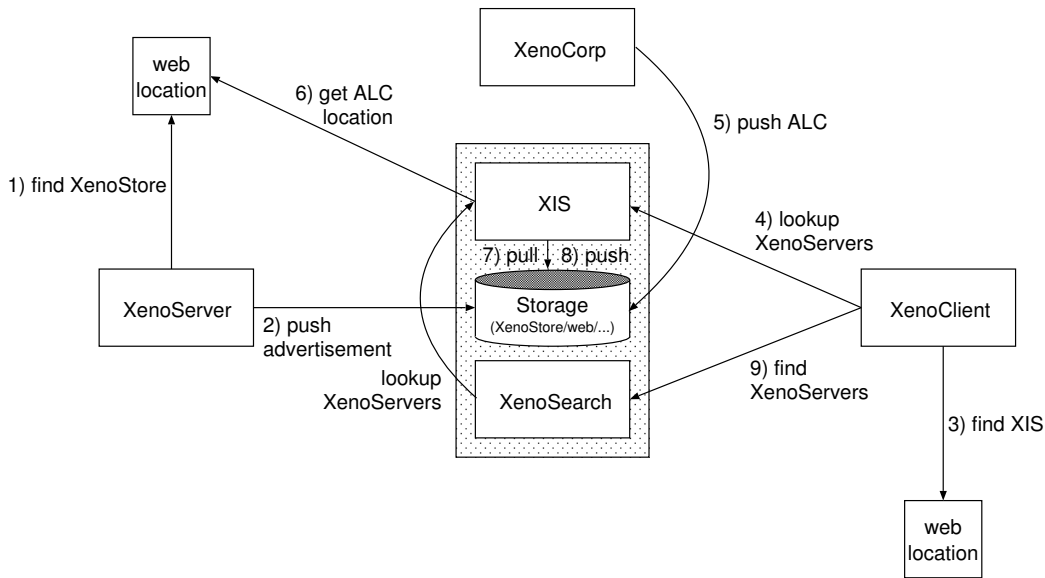 XenoCorp
web
location
6) get ALC
location
5) push ALC
1) find XenoStore
XIS
4) lookup
XenoServers
7) pull
8) push
XenoServer
2) push
advertisement
Storage
(XenoStore/web/...)
XenoClient
lookup
XenoServers
XenoSearch
9) find
XenoServers
3) find XIS
web
location